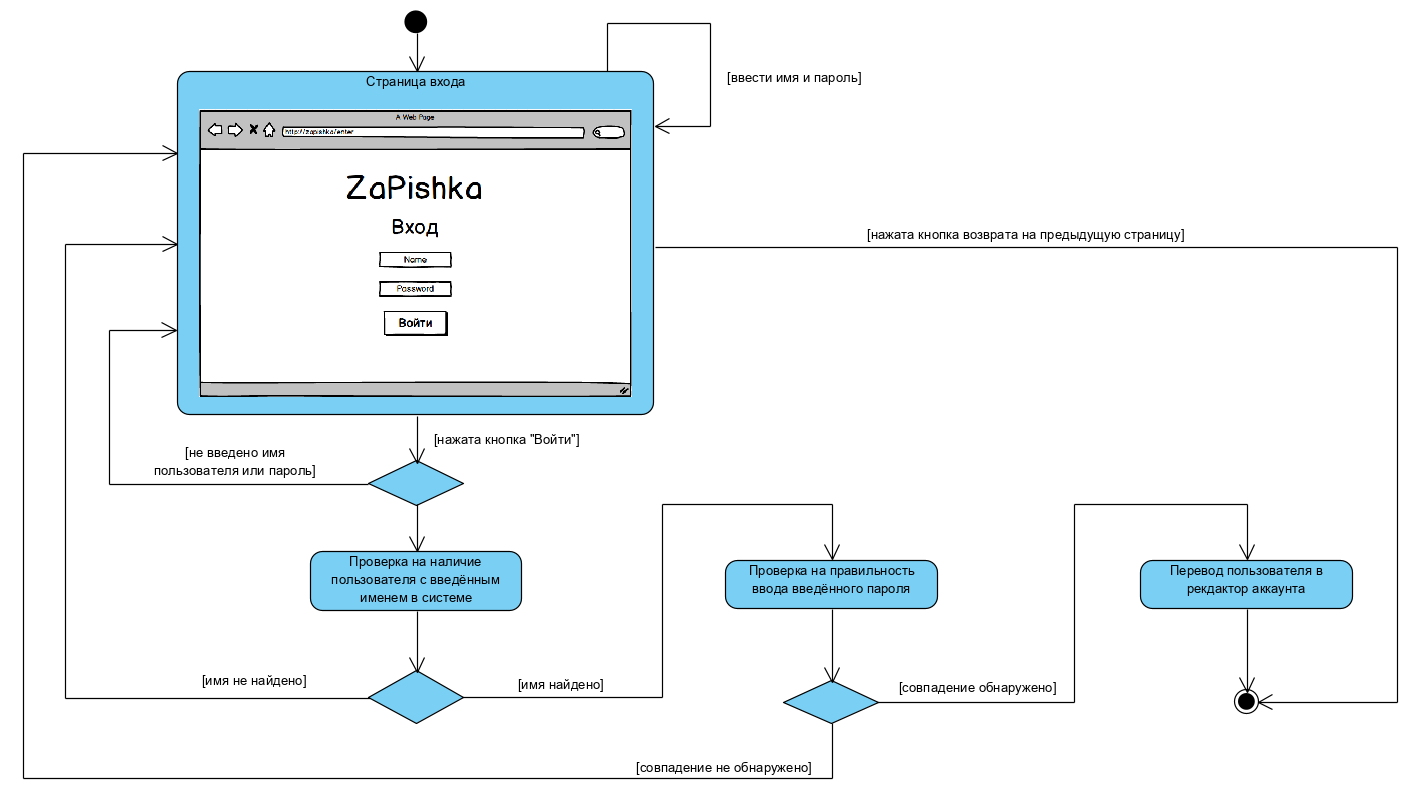 Страница входа
[ввести имя и пароль]
A Web Page
http://zapishka/enter
ZaPishka
Вход
Name
Password
Войти
[нажата кнопка возврата на предыдущую страницу]
[нажата кнопка "Войти"]
[не введено имя
пользователя или пароль]
Проверка на наличие
пользователя с введённым
именем в системе
Проверка на правильность
ввода введённого пароля
Перевод пользователя в
рекдактор аккаунта
[имя не найдено]
[имя найдено]
[совпадение обнаружено]
[совпадение не обнаружено]